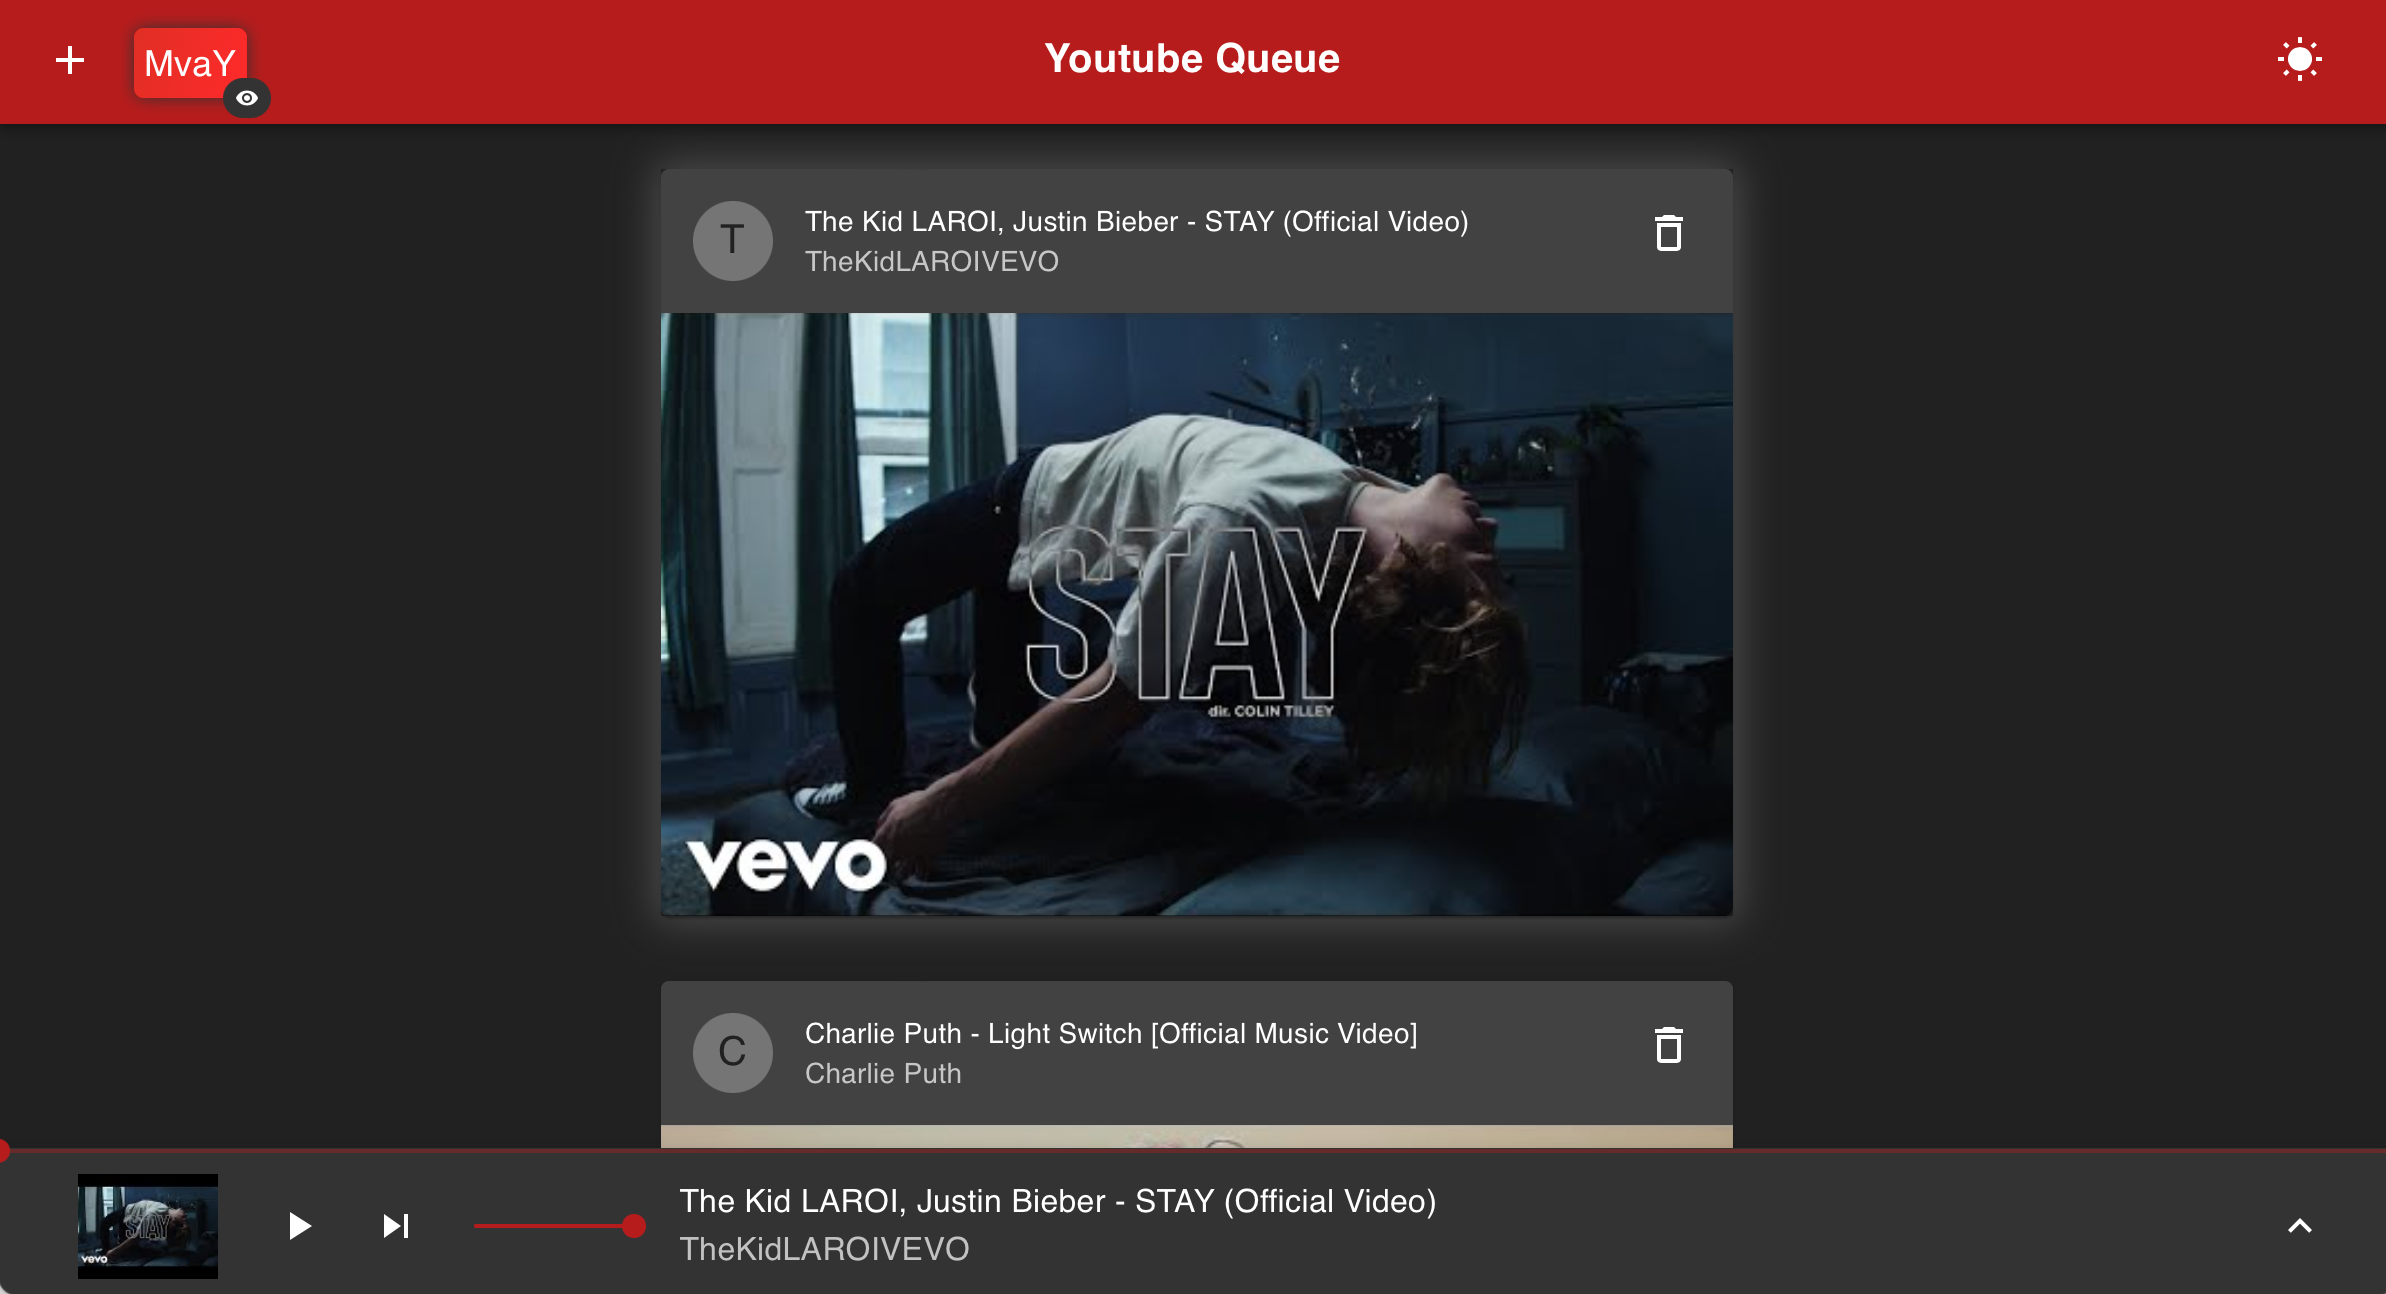 MvaY
Youtube Queue
T
The Kid LAROI, Justin Bieber - STAY (Official Video)
TheKidLAROIVEVO
STAY
dir. COLIN TILLEY
vevo
C
Charlie Puth - Light Switch [Official Music Video]
Charlie Puth
STAY
vevo
The Kid LAROI, Justin Bieber - STAY (Official Video)
TheKidLAROIVEVO